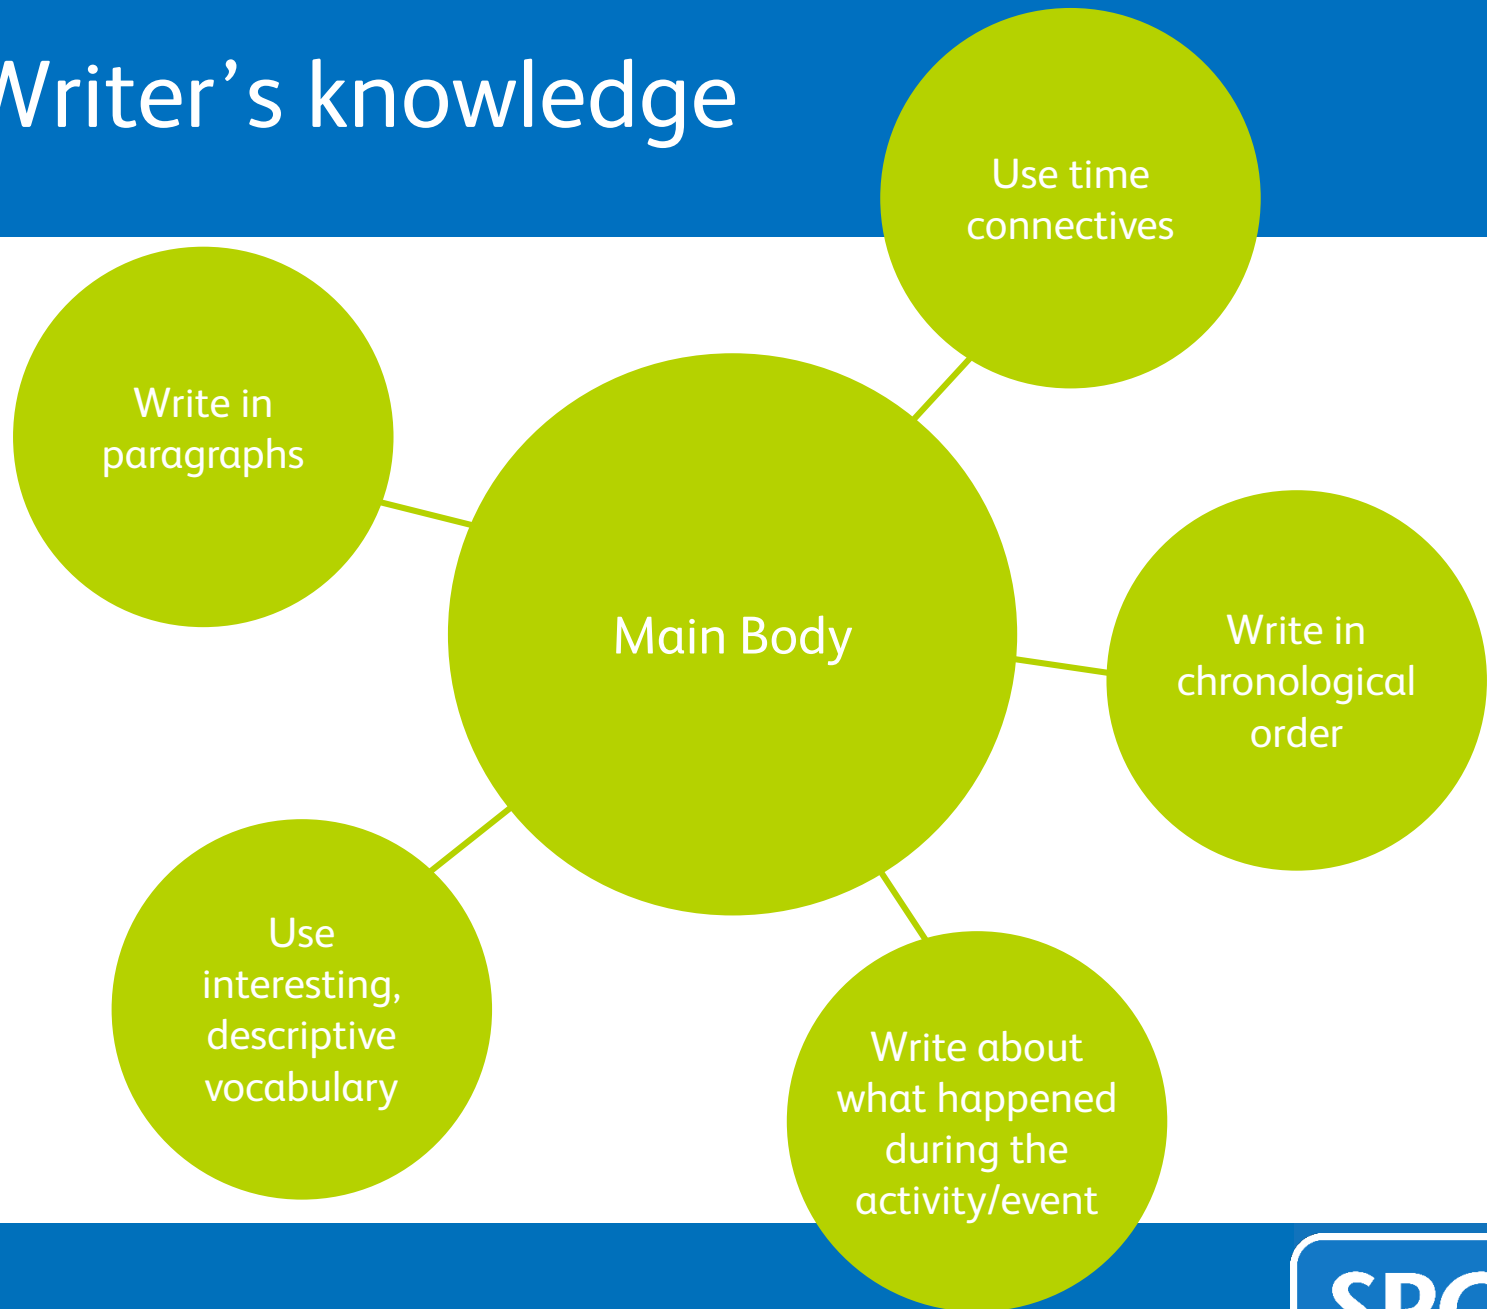 Writer's knowledge
Use time
connectives
Write in
paragraphs
Main Body
Write in
chronological
order
Use
interesting,
descriptive
vocabulary
Write about
what happened
during the
activity/event